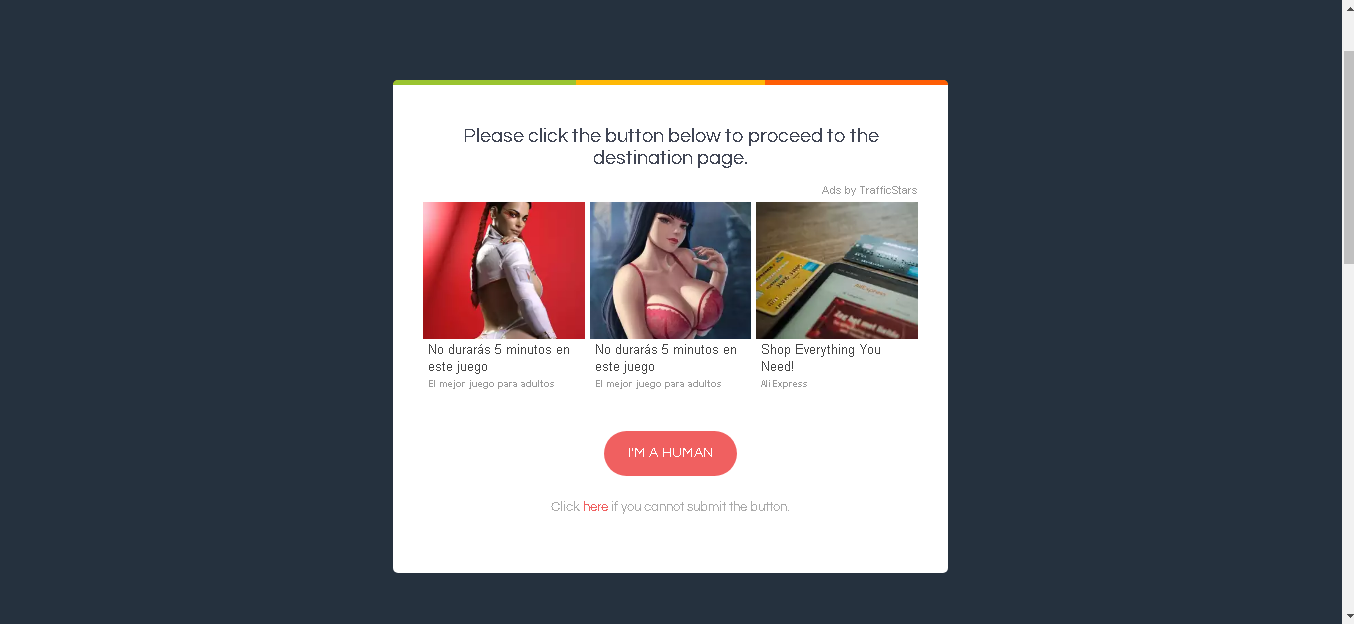 Please click the button below to proceed to the
destination page.
Ads by TrafficStars
No durarás 5 minutos en
este juego
El mejor juego para adultos
No durarás 5 minutos en
este juego
El mejor juego para adultos
Shop Everything You
Need!
Ali Express
I'M A HUMAN
Click here if you cannot submit the button.